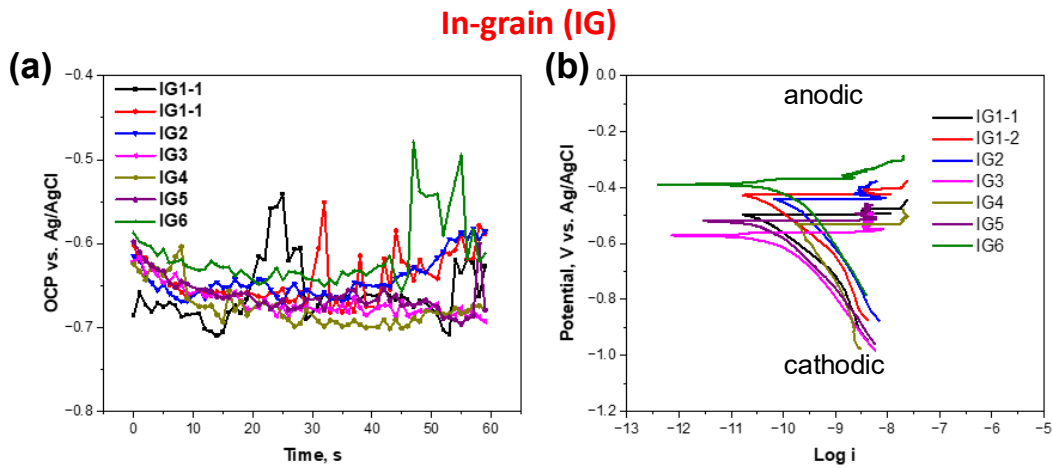 In-grain (IG)
(a)
−0.4
−0.5
−0.6
−0.7
−0.8
OCP vs. Ag/AgCl
IG1-1
IG1-1
IG2
IG3
IG4
IG5
IG6
0 10 20 30 40 50 60
Time, s
(b)
0.0
−0.2
−0.4
−0.6
−0.8
−1.0
−1.2
Potential, V vs. Ag/AgCl
anodic
IG1-1
IG1-2
IG2
IG3
IG4
IG5
IG6
cathodic
−13 −12 −11 −10 −9 −8 −7 −6 −5
Log i